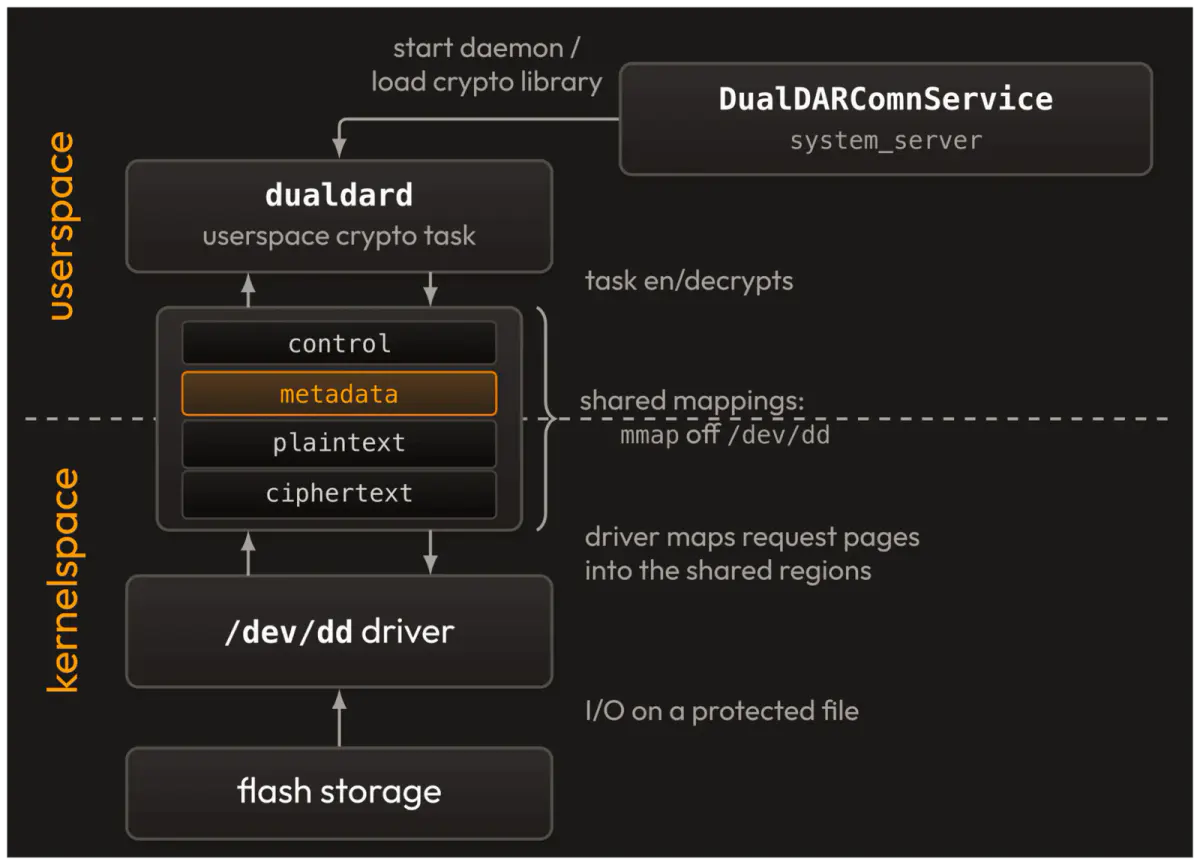 start daemon /
load crypto library
DualDARComnService
system_server
userspace
dualdard
userspace crypto task
task en/decrypts
control
metadata
plaintext
ciphertext
shared mappings:
mmap off /dev/dd
kernelspace
driver maps request pages
into the shared regions
/dev/dd driver
I/O on a protected file
flash storage